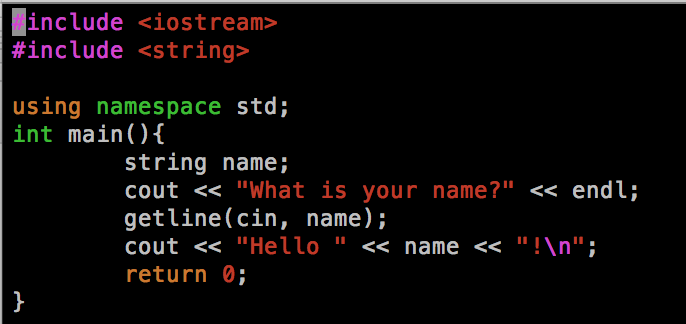 #include <iostream>
#include <string>

using namespace std;
int main(){
        string name;
        cout << "What is your name?" << endl;
        getline(cin, name);
        cout << "Hello " << name << "!\n";
        return 0;
}